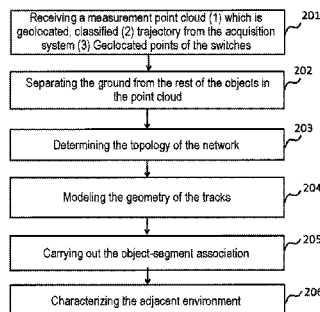 Receiving a measurement point cloud (1) which is
geolocated, classified (2) trajectory from the acquisition
system (3) Geolocated points of the switches
201
Separating the ground from the rest of the objects in
the point cloud
202
Determining the topology of the network
203
Modeling the geometry of the tracks
204
Carrying out the object-segment association
205
Characterizing the adjacent environment
206